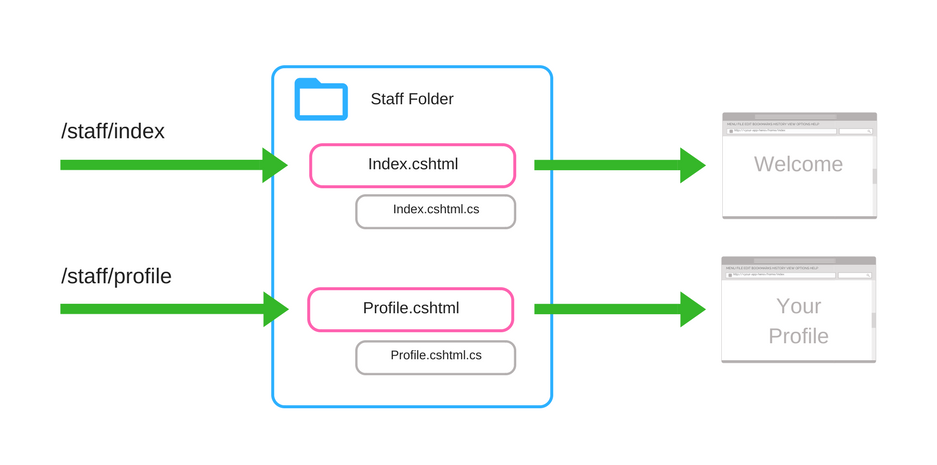 Staff Folder
/staff/index
Index.cshtml
Welcome
Index.cshtml.cs
/staff/profile
Profile.cshtml
Your
Profile
Profile.cshtml.cs